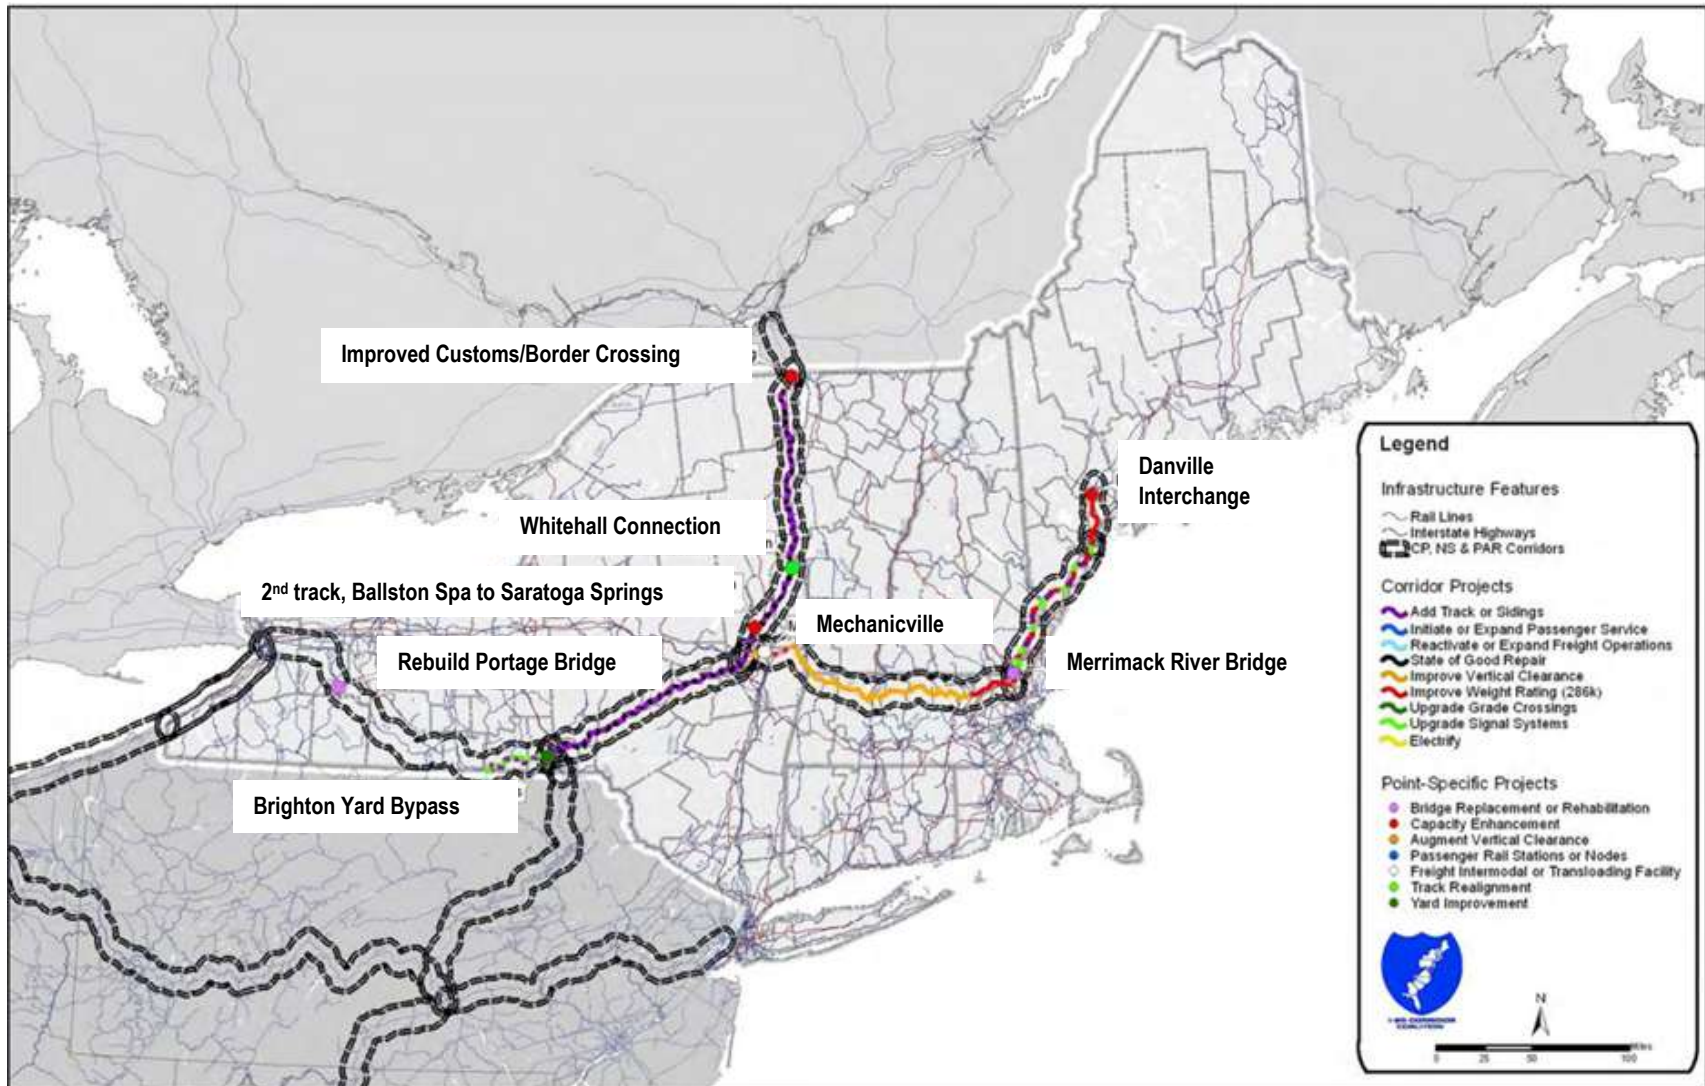 Improved Customs/Border Crossing
Danville
Interchange
Whitehall Connection
2nd track, Ballston Spa to Saratoga Springs
Mechanicville
Rebuild Portage Bridge
Merrimack River Bridge
Brighton Yard Bypass
Legend
Infrastructure Features
Rail Lines
Interstate Highways
CP, NS & PAR Corridors
Corridor Projects
Add Track or Sidings
Initiate or Expand Passenger Service
Reactivate or Expand Freight Operations
State of Good Repair
Improve Vertical Clearance
Improve Weight Rating (286k)
Upgrade Grade Crossings
Upgrade Signal Systems
Electrify
Point-Specific Projects
Bridge Replacement or Rehabilitation
Capacity Enhancement
Augment Vertical Clearance
Passenger Rail Stations or Nodes
Freight Intermodal or Transloading Facility
Track Realignment
Yard Improvement
I-95 CORRIDOR
COALITION
N
Miles
0 25 50 100